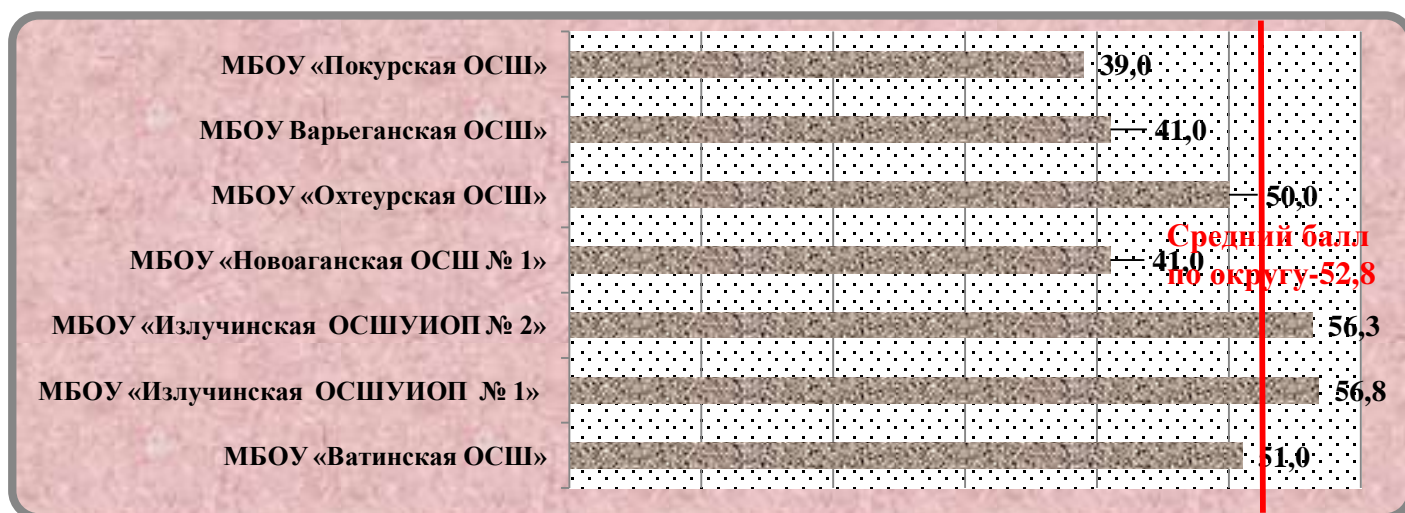 МБОУ «Покурская ОСШ» 39,0
МБОУ Варьеганская ОСШ» 41,0
МБОУ «Охтеурская ОСШ» 50,0
Средний балл
МБОУ «Новоаганская ОСШ № 1» 41,0
по округу-52,8
МБОУ «Излучинская ОСШУИОП № 2» 56,3
МБОУ «Излучинская ОСШУИОП № 1» 56,8
МБОУ «Ватинская ОСШ» 51,0